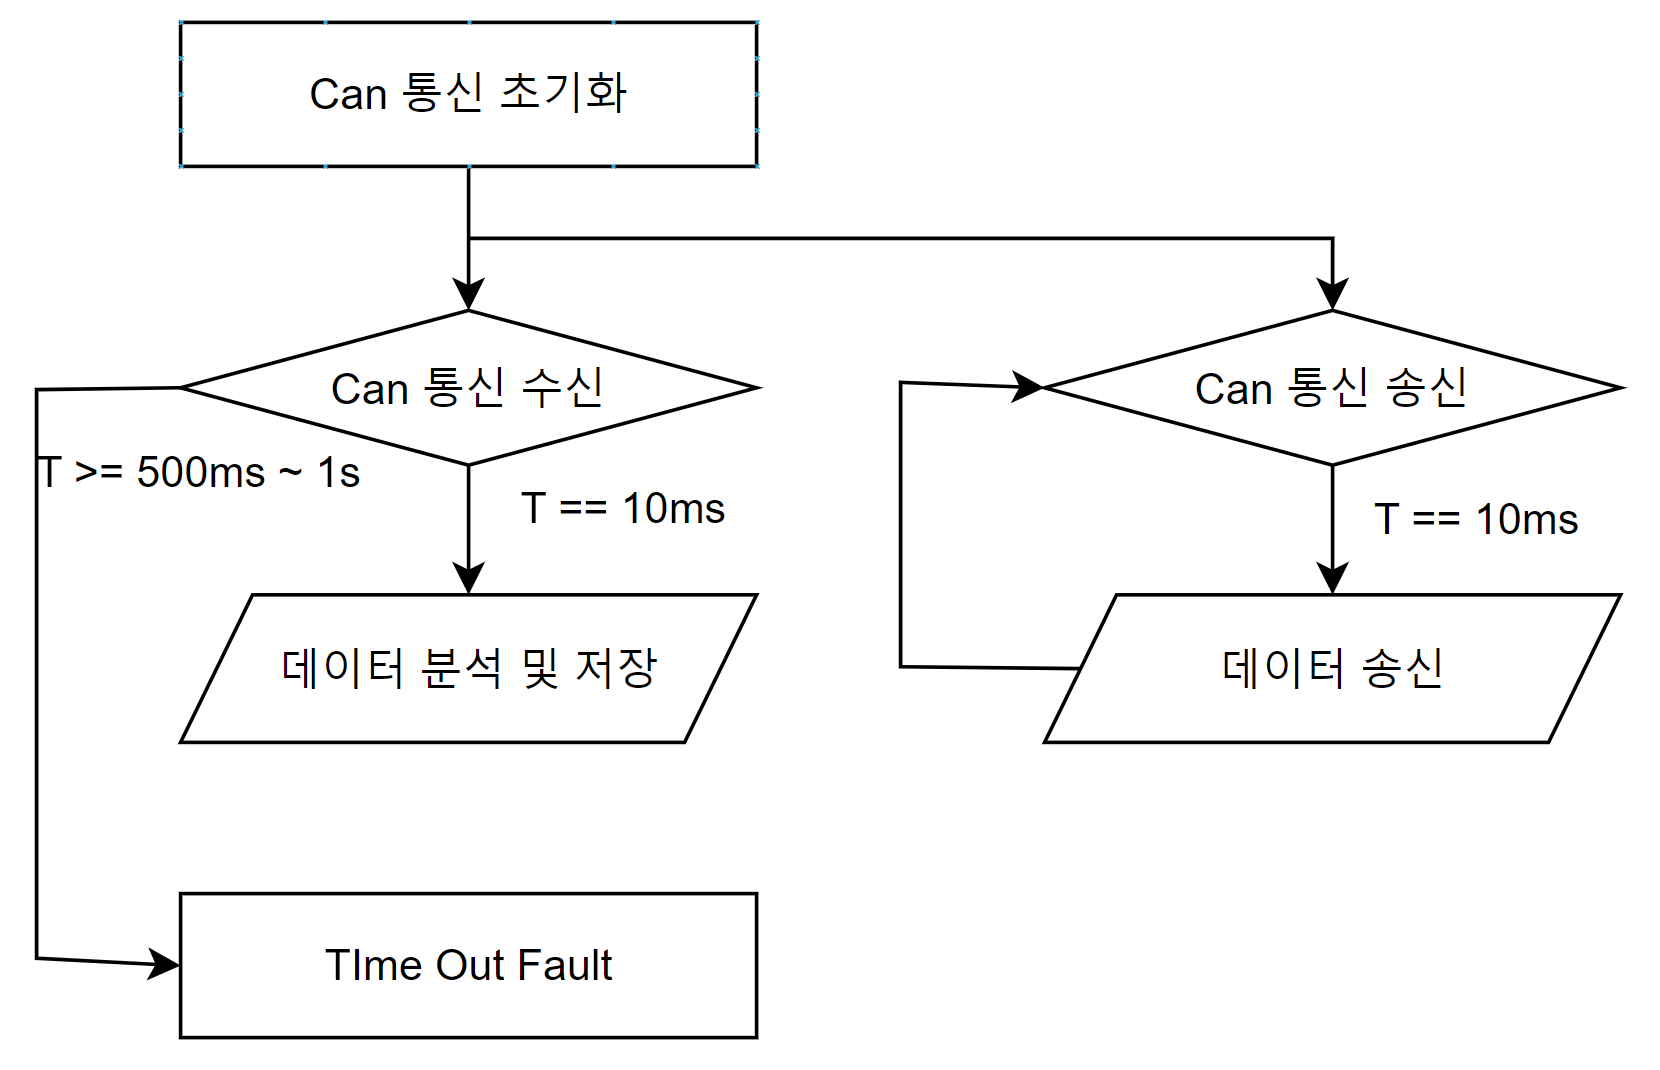 Can 통신 초기화
Can 통신 수신
Can 통신 송신
T >= 500ms ~ 1s
T == 10ms
T == 10ms
데이터 분석 및 저장
데이터 송신
TIme Out Fault